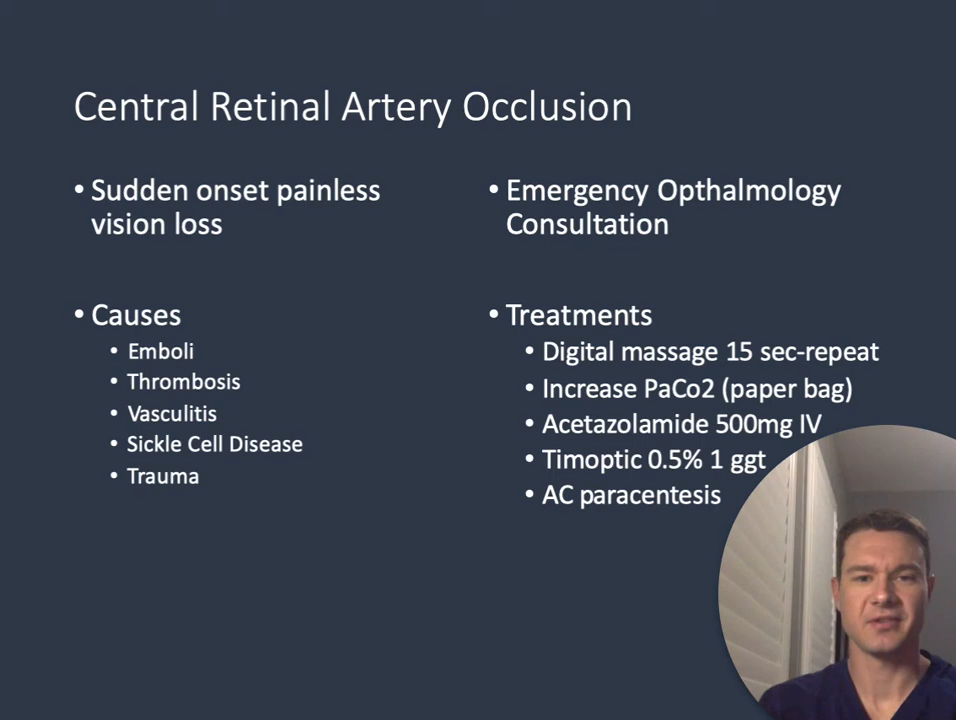 Central Retinal Artery Occlusion
• Sudden onset painless
vision loss
• Causes
• Emboli
• Thrombosis
• Vasculitis
• Sickle Cell Disease
• Trauma
• Emergency Opthalmology
Consultation
• Treatments
• Digital massage 15 sec-repeat
• Increase PaCo2 (paper bag)
• Acetazolamide 500mg IV
• Timoptic 0.5% 1 ggt
• AC paracentesis